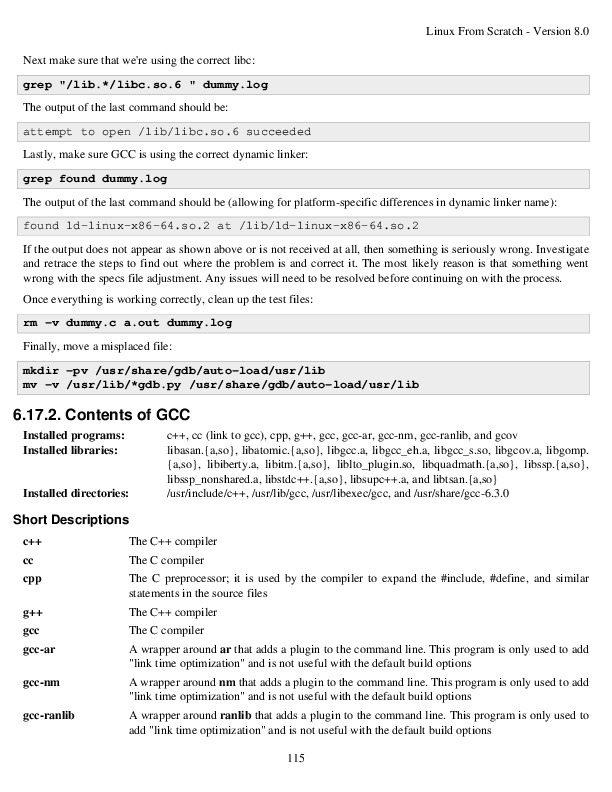 Linux From Scratch - Version 8.0
Next make sure that we're using the correct libc:
grep "/lib.*/libc.so.6 " dummy.log
The output of the last command should be:
attempt to open /lib/libc.so.6 succeeded
Lastly, make sure GCC is using the correct dynamic linker:
grep found dummy.log
The output of the last command should be (allowing for platform-specific differences in dynamic linker name):
found ld-linux-x86-64.so.2 at /lib/ld-linux-x86-64.so.2
If the output does not appear as shown above or is not received at all, then something is seriously wrong. Investigate
and retrace the steps to find out where the problem is and correct it. The most likely reason is that something went
wrong with the specs file adjustment. Any issues will need to be resolved before continuing on with the process.
Once everything is working correctly, clean up the test files:
rm -v dummy.c a.out dummy.log
Finally, move a misplaced file:
mkdir -pv /usr/share/gdb/auto-load/usr/lib
mv -v /usr/lib/*gdb.py /usr/share/gdb/auto-load/usr/lib
6.17.2. Contents of GCC
Installed programs: c++, cc (link to gcc), cpp, g++, gcc, gcc-ar, gcc-nm, gcc-ranlib, and gcov
Installed libraries: libasan.{a,so}, libatomic.{a,so}, libgcc.a, libgcc_eh.a, libgcc_s.so, libgcov.a, libgomp.
{a,so}, libiberty.a, libitm.{a,so}, liblto_plugin.so, libquadmath.{a,so}, libssp.{a,so},
libssp_nonshared.a, libstdc++.{a,so}, libsupc++.a, and libtsan.{a,so}
Installed directories: /usr/include/c++, /usr/lib/gcc, /usr/libexec/gcc, and /usr/share/gcc-6.3.0
Short Descriptions
c++ The C++ compiler
cc The C compiler
cpp The C preprocessor; it is used by the compiler to expand the #include, #define, and similar
statements in the source files
g++ The C++ compiler
gcc The C compiler
gcc-ar A wrapper around ar that adds a plugin to the command line. This program is only used to add
"link time optimization" and is not useful with the default build options
gcc-nm A wrapper around nm that adds a plugin to the command line. This program is only used to add
"link time optimization" and is not useful with the default build options
gcc-ranlib A wrapper around ranlib that adds a plugin to the command line. This program is only used to
add "link time optimization" and is not useful with the default build options
115